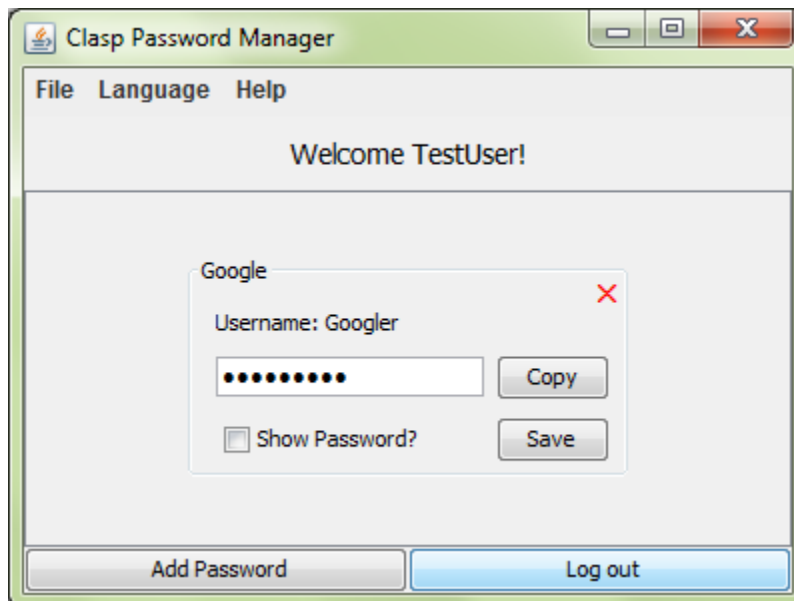 Clasp Password Manager
File Language Help
Welcome TestUser!
Google
Username: Googler
●●●●●●●●● Copy
Show Password? Save
Add Password Log out